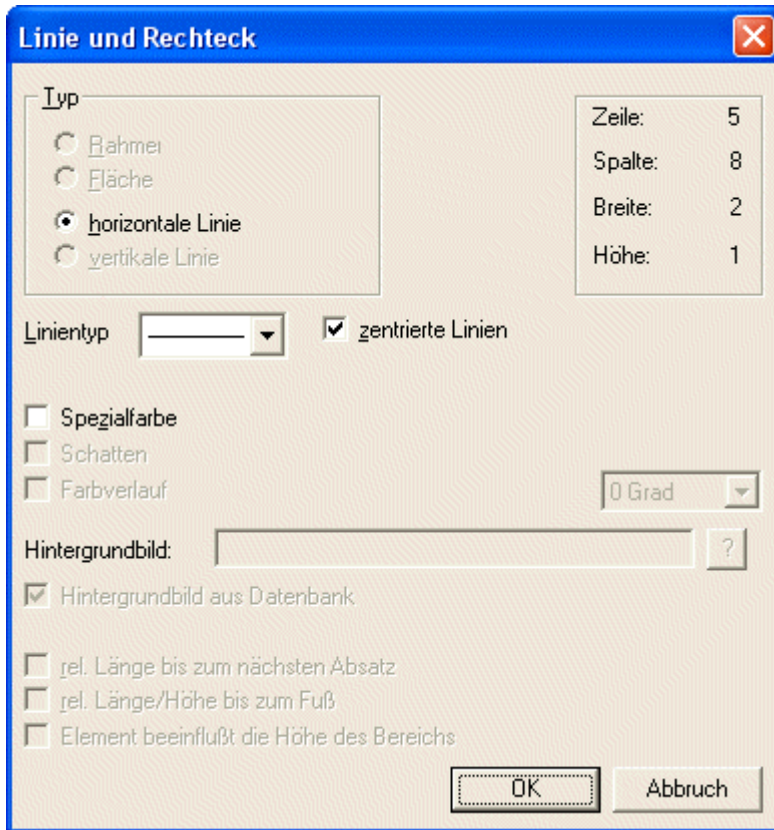 Linie und Rechteck
Typ
Rahmer
Fläche
horizontale Linie
vertikale Linie
Zeile: 5
Spalte: 8
Breite: 2
Höhe: 1
Linientyp
zentrierte Linien
Spezialfarbe
Schatten
Farbverlauf
0 Grad
Hintergrundbild:
?
Hintergrundbild aus Datenbank
rel. Länge bis zum nächsten Absatz
rel. Länge/Höhe bis zum Fuß
Element beeinflußt die Höhe des Bereichs
OK
Abbruch